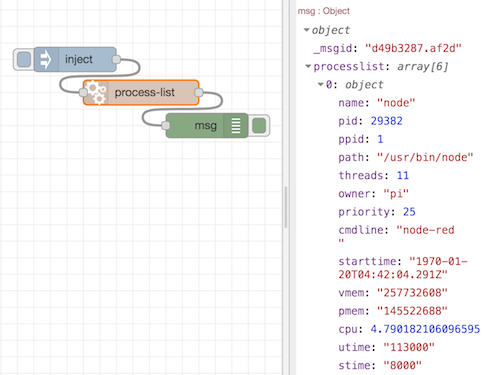 inject
process-list
msg
msg : Object
object
_msgid: "d49b3287.af2d"
processlist: array[6]
0: object
name: "node"
pid: 29382
ppid: 1
path: "/usr/bin/node"
threads: 11
owner: "pi"
priority: 25
cmdline: "node-red
"
starttime: "1970-01-
20T04:42:04.291Z"
vmem: "257732608"
pmem: "145522688"
cpu: 4.790182106096595
utime: "113000"
stime: "8000"